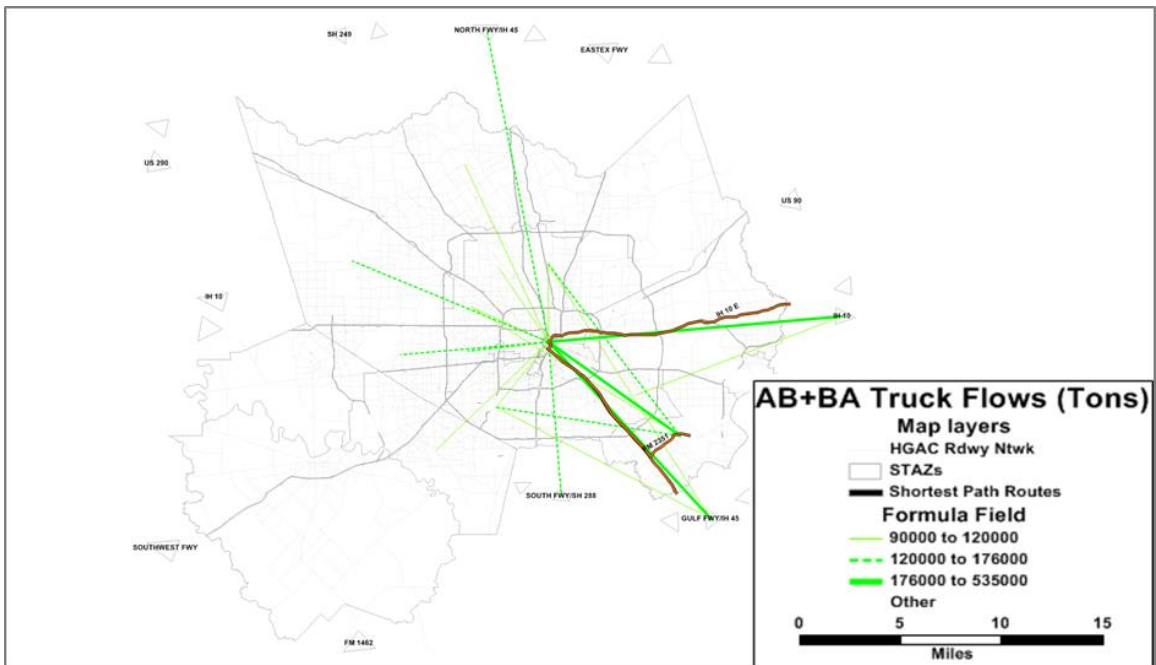 SH 249
NORTH FWY/IH 45
EASTEX FWY
US 290
US 90
IH 10
IH 10 E
IH 10
FM 2351
SOUTH FWY/SH 288
GULF FWY/IH 45
SOUTHWEST FWY
FM 1462
AB+BA Truck Flows (Tons)
Map layers
HGAC Rdwy Ntwk
STAZs
Shortest Path Routes
Formula Field
90000 to 120000
120000 to 176000
176000 to 535000
Other
0 5 10 15
Miles